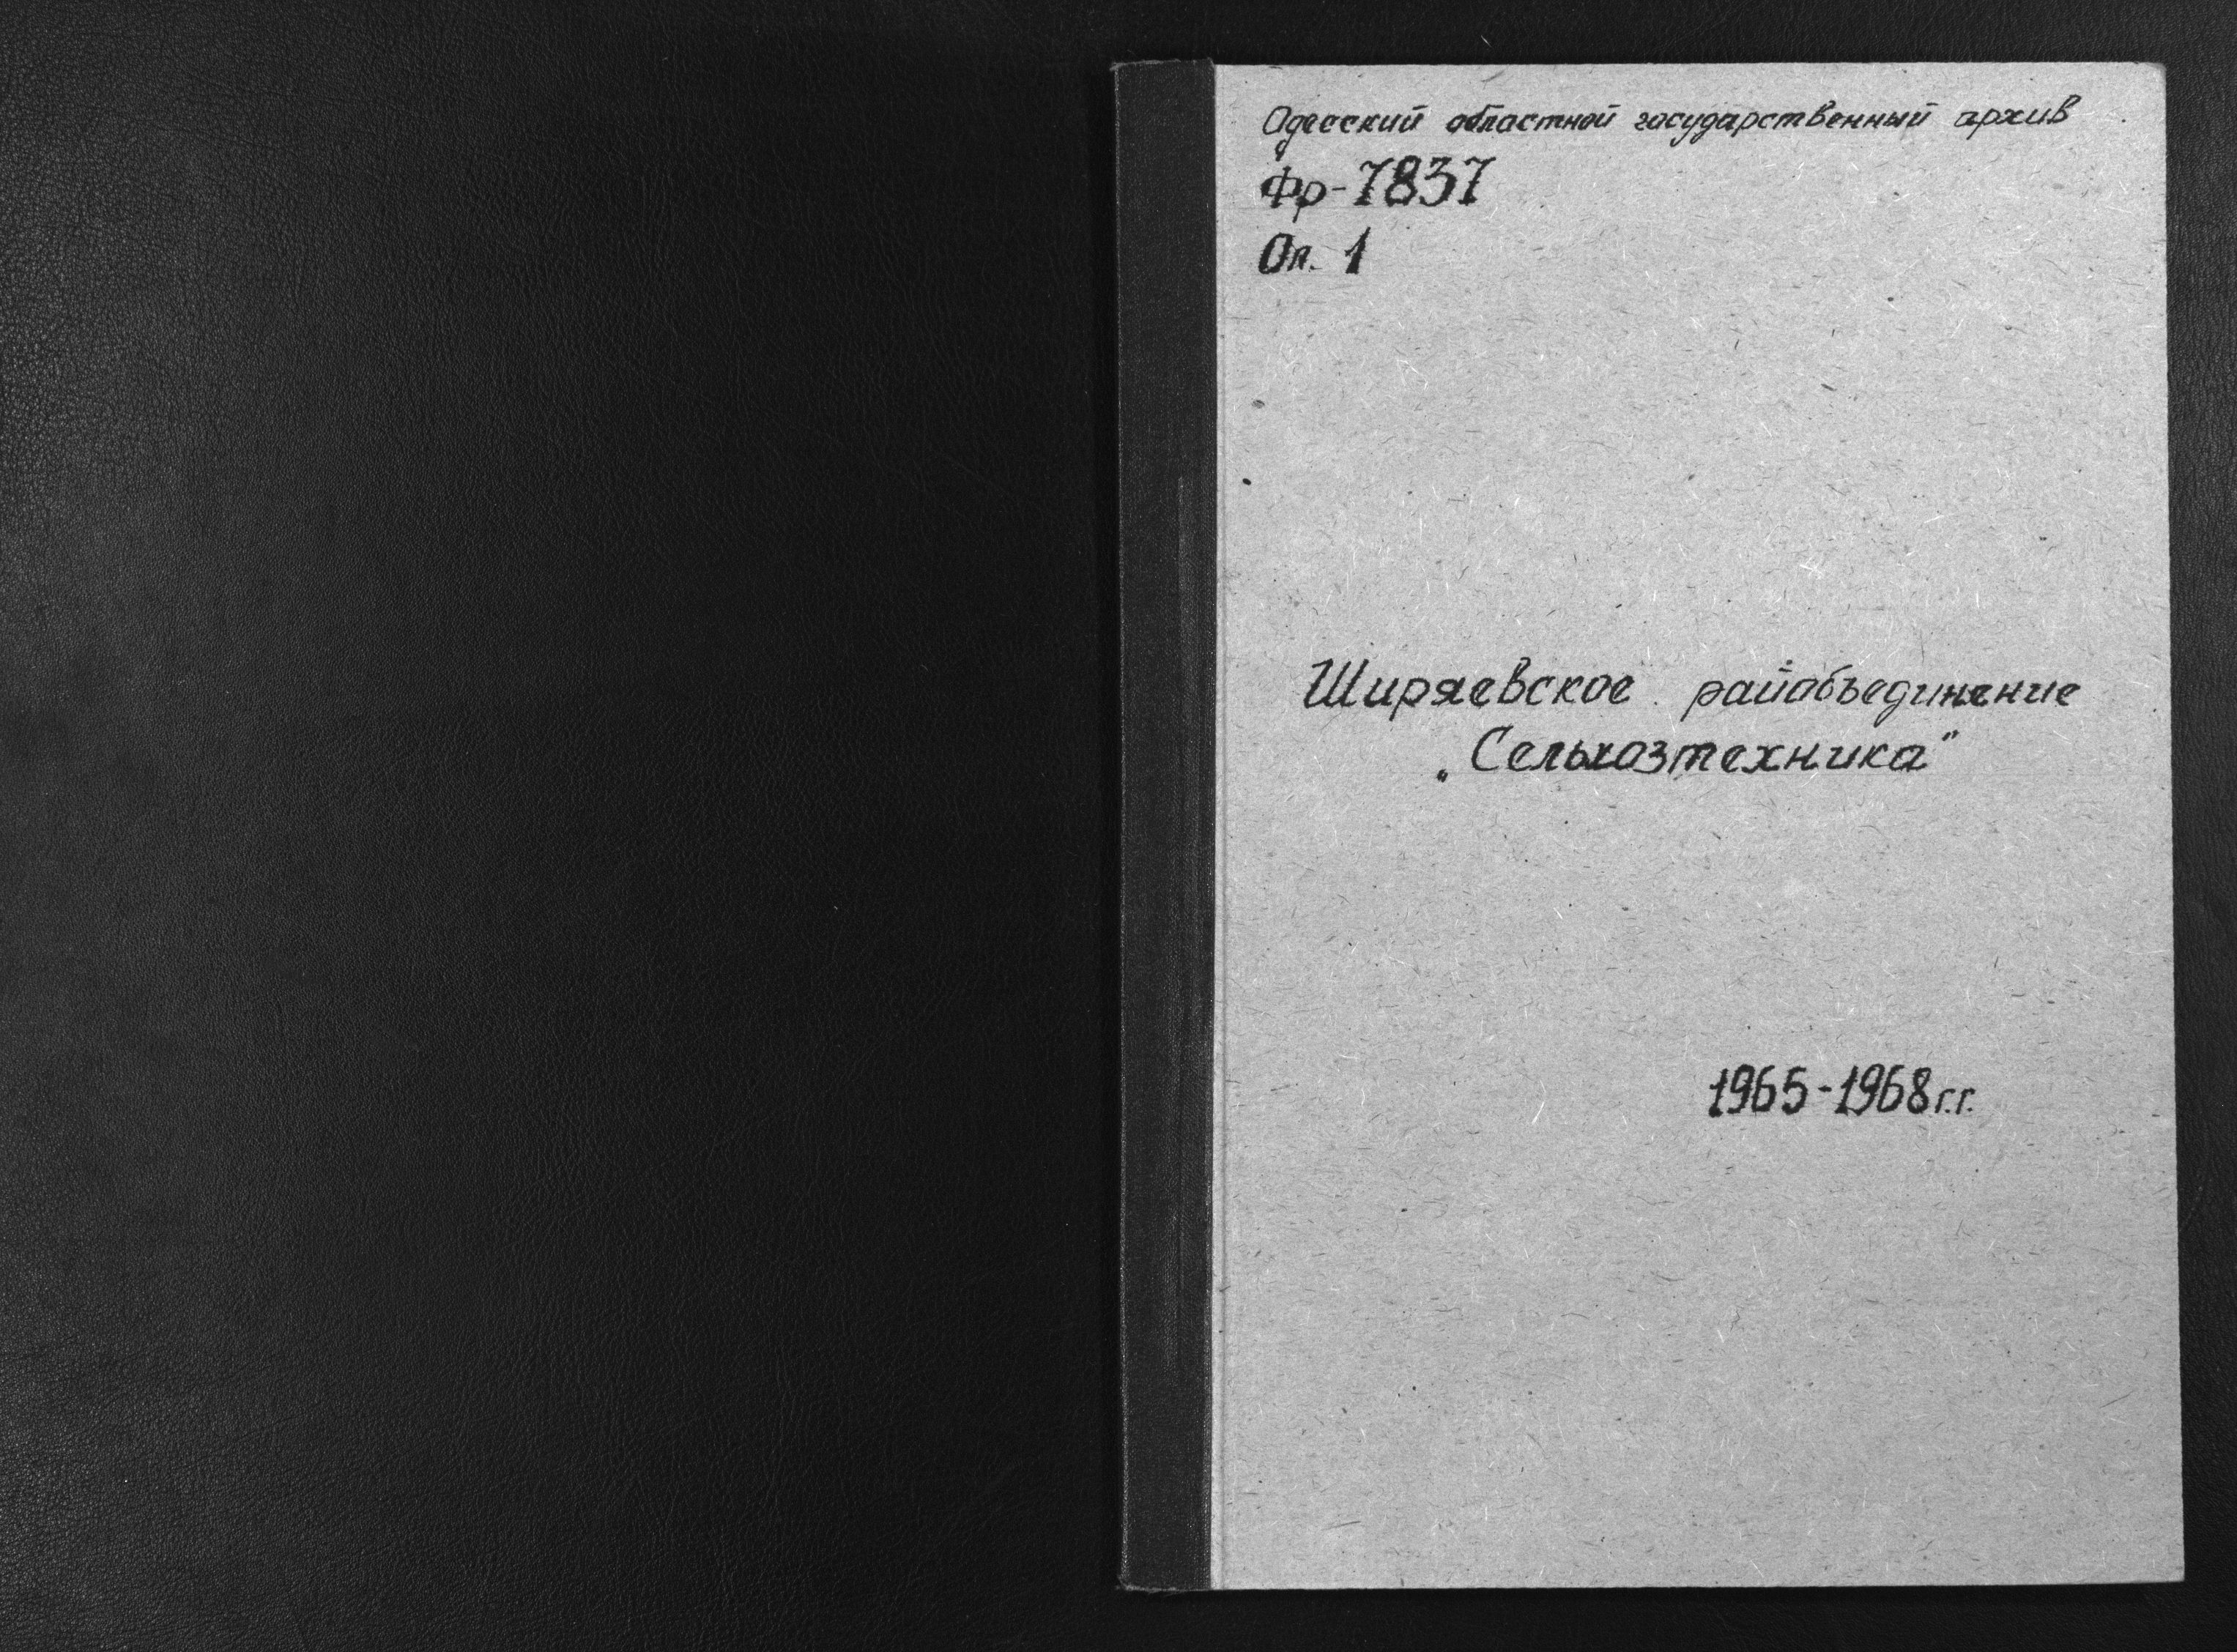 Одесский областной государственный архив
Фр-7837
Оп. 1
Ширяевское райобъединение
„Сельхозтехника"
1965-1968 г.г.